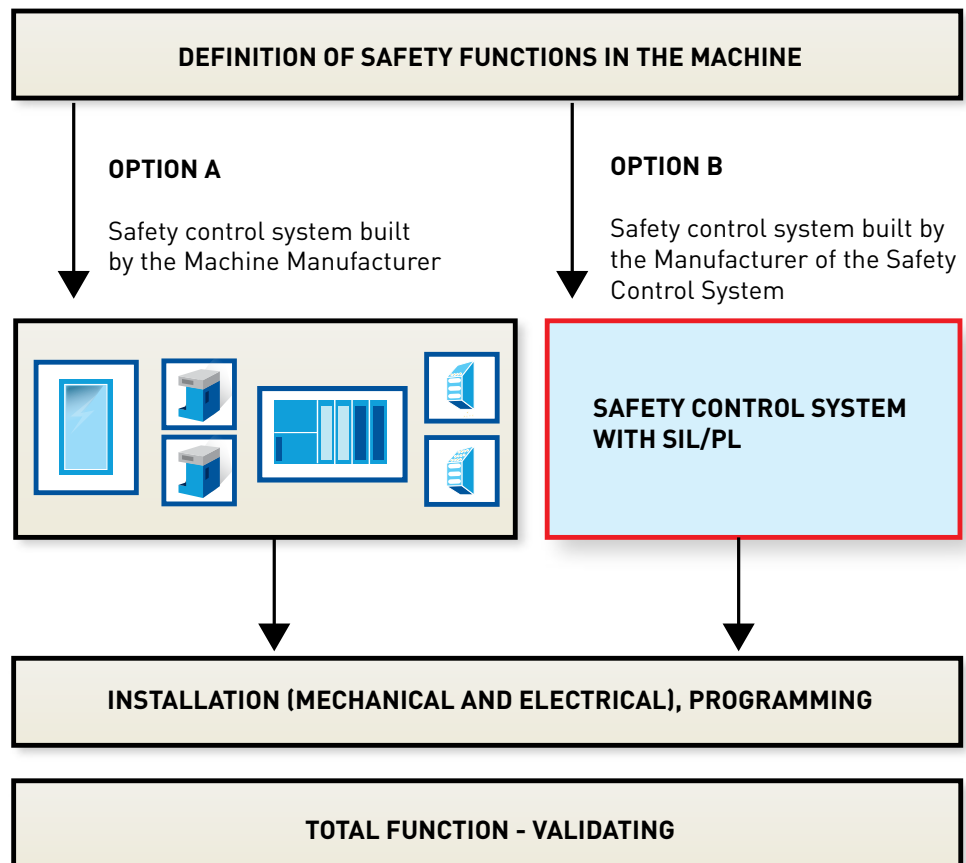 DEFINITION OF SAFETY FUNCTIONS IN THE MACHINE
OPTION A
Safety control system built
by the Machine Manufacturer
OPTION B
Safety control system built by
the Manufacturer of the Safety
Control System
SAFETY CONTROL SYSTEM
WITH SIL/PL
INSTALLATION (MECHANICAL AND ELECTRICAL), PROGRAMMING
TOTAL FUNCTION - VALIDATING